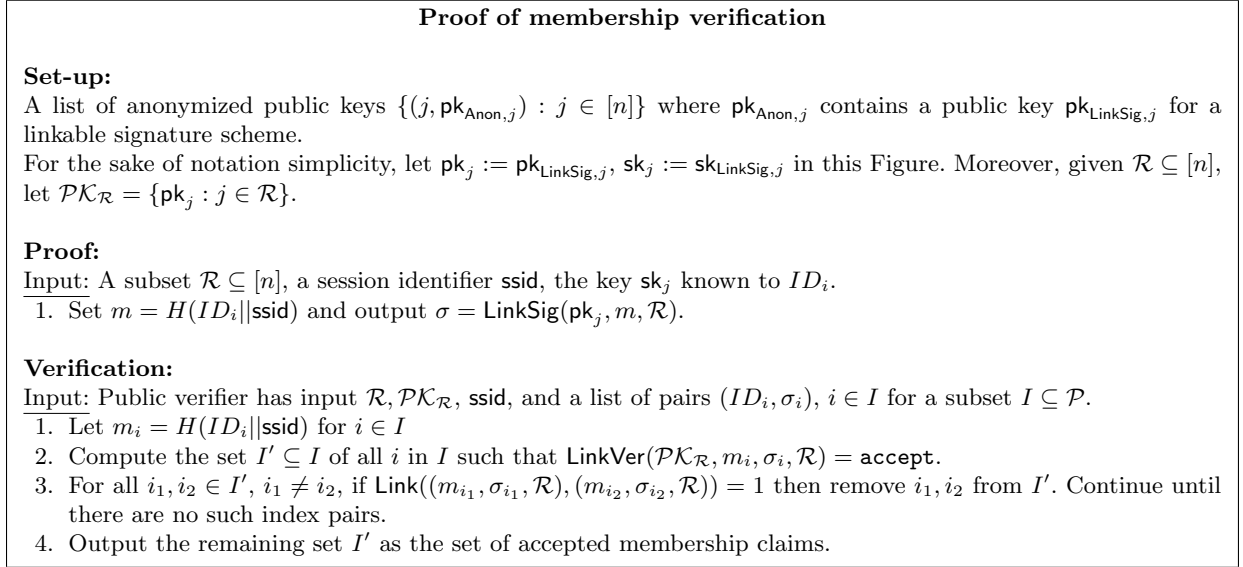 Proof of membership verification
Set-up:
A list of anonymized public keys {(j, pk_{Anon,j}) : j ∈ [n]} where pk_{Anon,j} contains a public key pk_{LinkSig,j} for a
linkable signature scheme.
For the sake of notation simplicity, let pk_j := pk_{LinkSig,j}, sk_j := sk_{LinkSig,j} in this Figure. Moreover, given ℛ ⊆ [n],
let 𝒫𝒦_ℛ = {pk_j : j ∈ ℛ}.
Proof:
Input: A subset ℛ ⊆ [n], a session identifier ssid, the key sk_j known to ID_i.
1. Set m = H(ID_i||ssid) and output σ = LinkSig(pk_j, m, ℛ).
Verification:
Input: Public verifier has input ℛ, 𝒫𝒦_ℛ, ssid, and a list of pairs (ID_i, σ_i), i ∈ I for a subset I ⊆ 𝒫.
1. Let m_i = H(ID_i||ssid) for i ∈ I
2. Compute the set I′ ⊆ I of all i in I such that LinkVer(𝒫𝒦_ℛ, m_i, σ_i, ℛ) = accept.
3. For all i_1, i_2 ∈ I′, i_1 ≠ i_2, if Link((m_{i_1}, σ_{i_1}, ℛ), (m_{i_2}, σ_{i_2}, ℛ)) = 1 then remove i_1, i_2 from I′. Continue until
there are no such index pairs.
4. Output the remaining set I′ as the set of accepted membership claims.